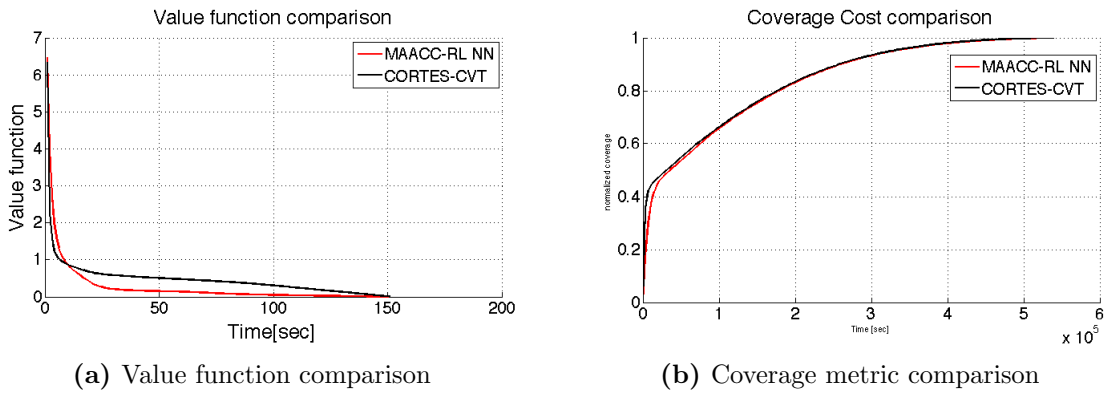 Value function comparison
7
6
5
4
3
2
1
0
Value function
0
50
100
150
200
Time[sec]
MAACC-RL NN
CORTES-CVT
(a) Value function comparison
Coverage Cost comparison
1
0.8
0.6
0.4
0.2
0
normalized coverage
0
1
2
3
4
5
6
x 10^5
Time [sec]
MAACC-RL NN
CORTES-CVT
(b) Coverage metric comparison